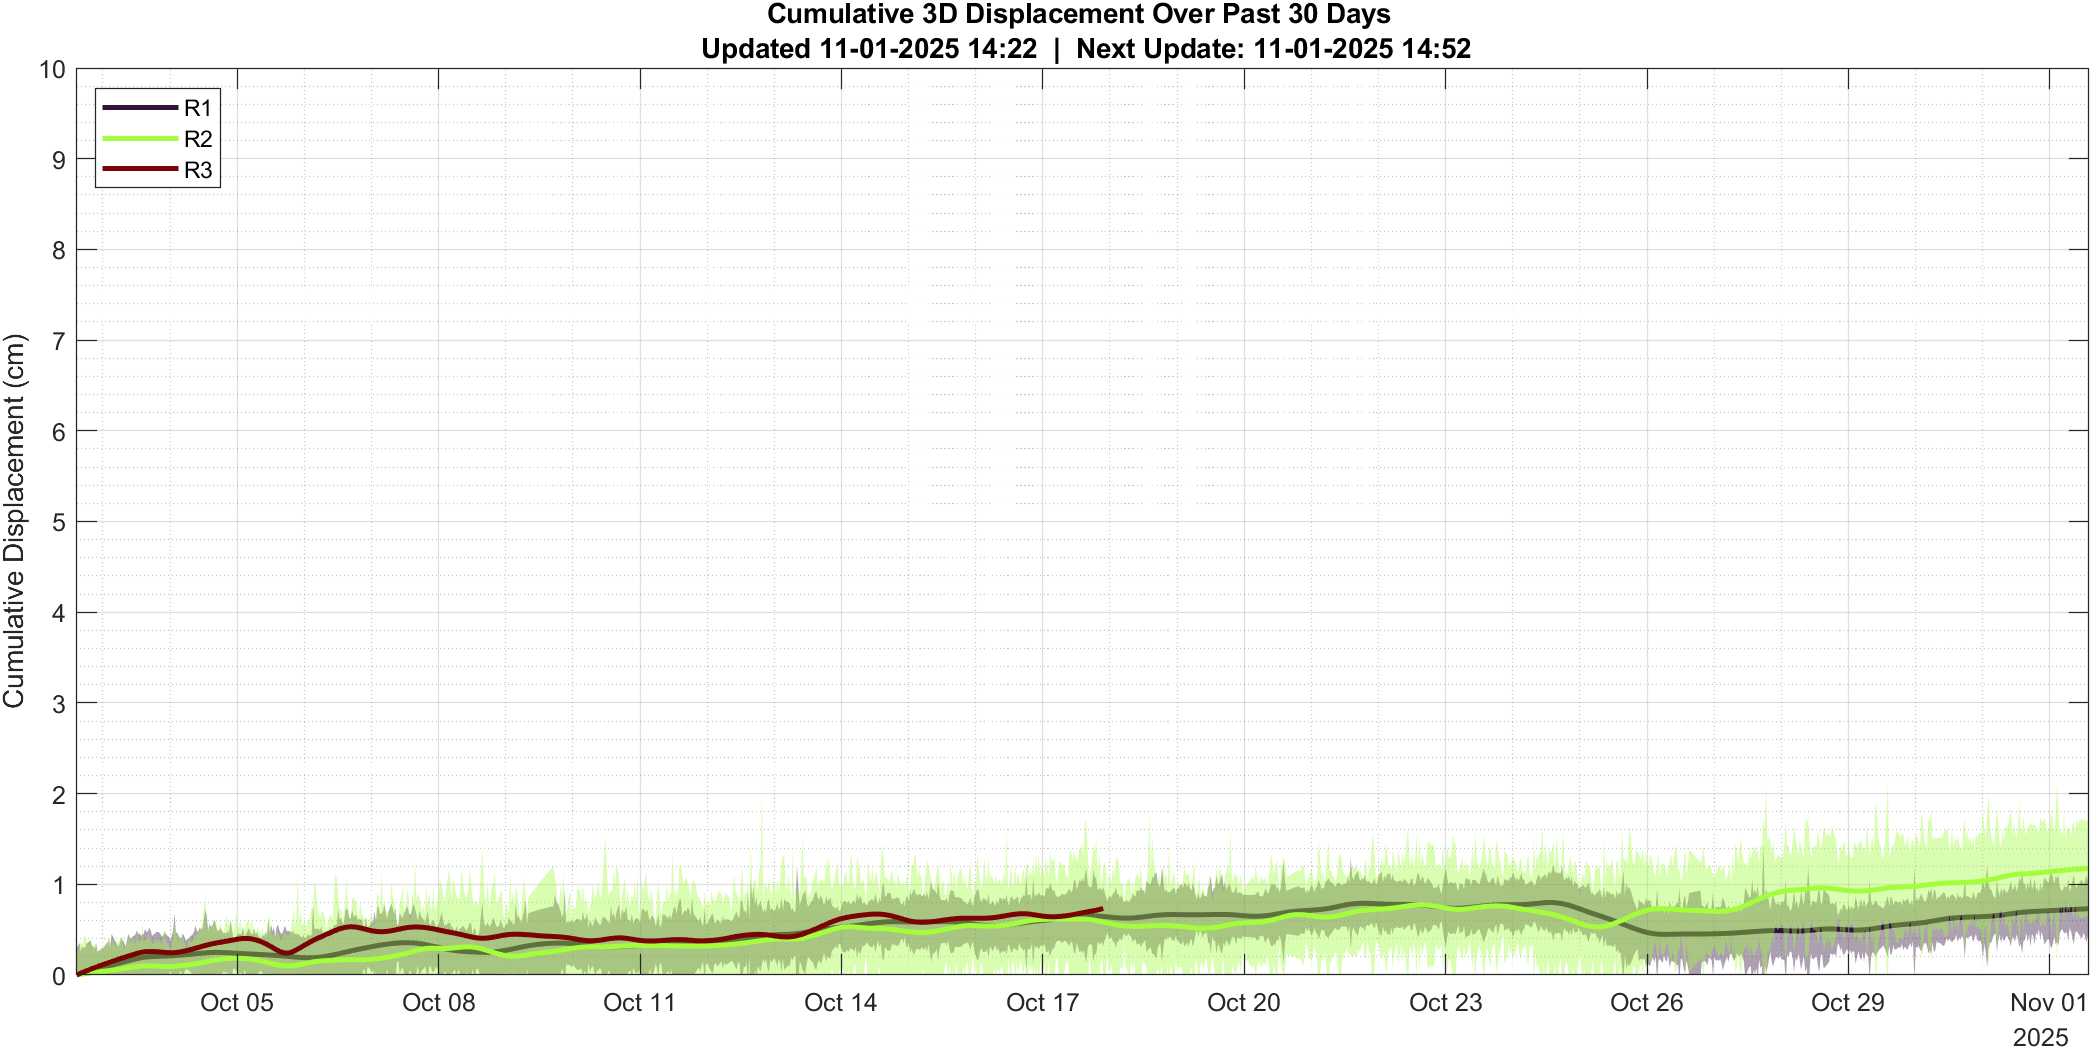 Cumulative 3D Displacement Over Past 30 Days
Updated 11-01-2025 14:22 | Next Update: 11-01-2025 14:52
10
9
8
7
6
5
4
3
2
1
0
Cumulative Displacement (cm)
R1
R2
R3
Oct 05
Oct 08
Oct 11
Oct 14
Oct 17
Oct 20
Oct 23
Oct 26
Oct 29
Nov 01
2025